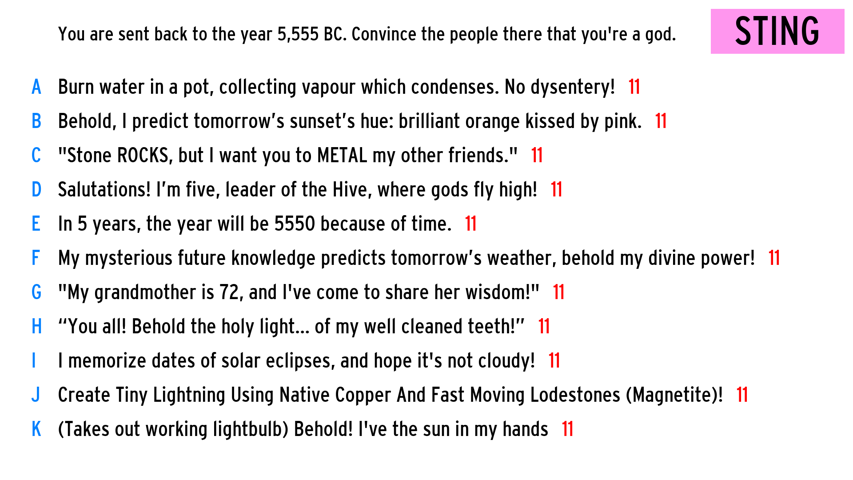 You are sent back to the year 5,555 BC. Convince the people there that you're a god.
STING
A Burn water in a pot, collecting vapour which condenses. No dysentery! 11
B Behold, I predict tomorrow’s sunset’s hue: brilliant orange kissed by pink. 11
C "Stone ROCKS, but I want you to METAL my other friends." 11
D Salutations! I’m five, leader of the Hive, where gods fly high! 11
E In 5 years, the year will be 5550 because of time. 11
F My mysterious future knowledge predicts tomorrow’s weather, behold my divine power! 11
G "My grandmother is 72, and I've come to share her wisdom!" 11
H “You all! Behold the holy light... of my well cleaned teeth!” 11
I I memorize dates of solar eclipses, and hope it's not cloudy! 11
J Create Tiny Lightning Using Native Copper And Fast Moving Lodestones (Magnetite)! 11
K (Takes out working lightbulb) Behold! I've the sun in my hands 11